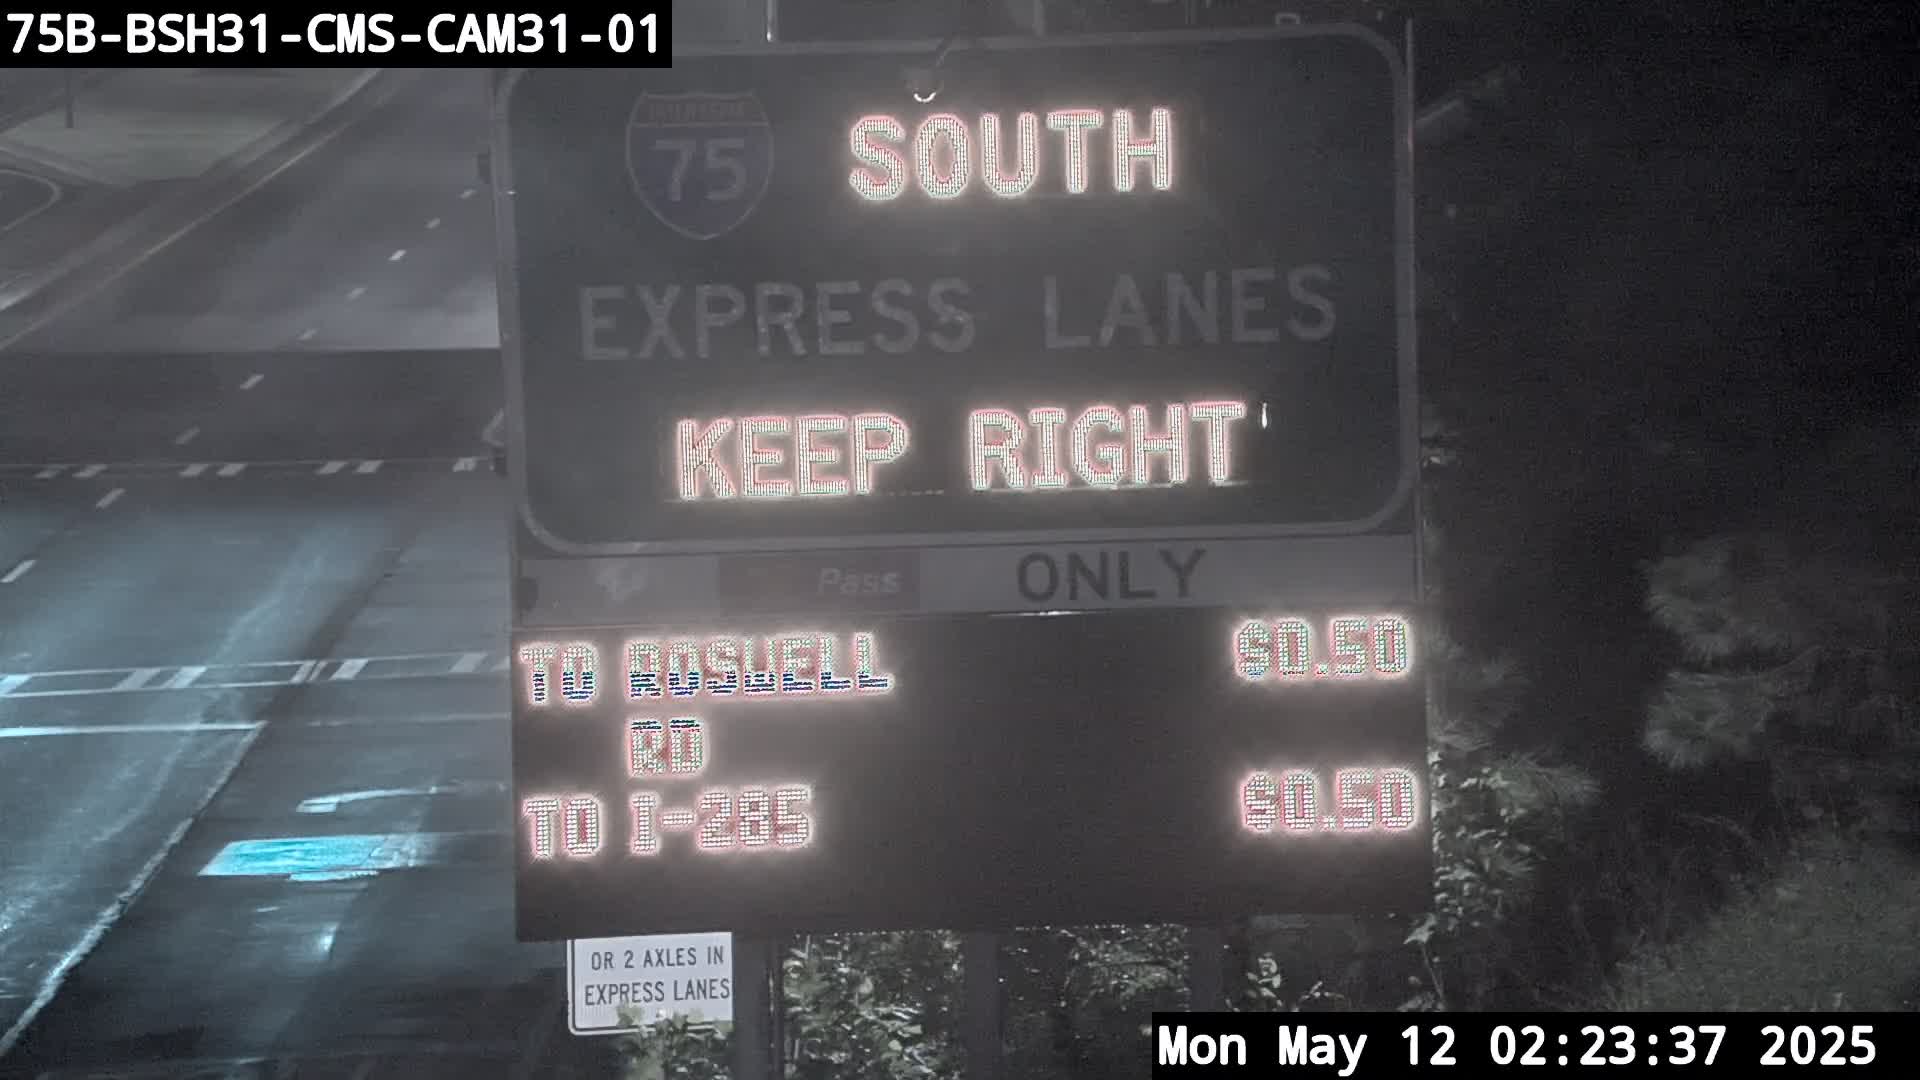 75B-BSH31-CMS-CAM31-01
INTERSTATE
75
SOUTH
EXPRESS LANES
KEEP RIGHT
Pass ONLY
TO ROSWELL $0.50
RD
TO I-285 $0.50
OR 2 AXLES IN
EXPRESS LANES
Mon May 12 02:23:37 2025